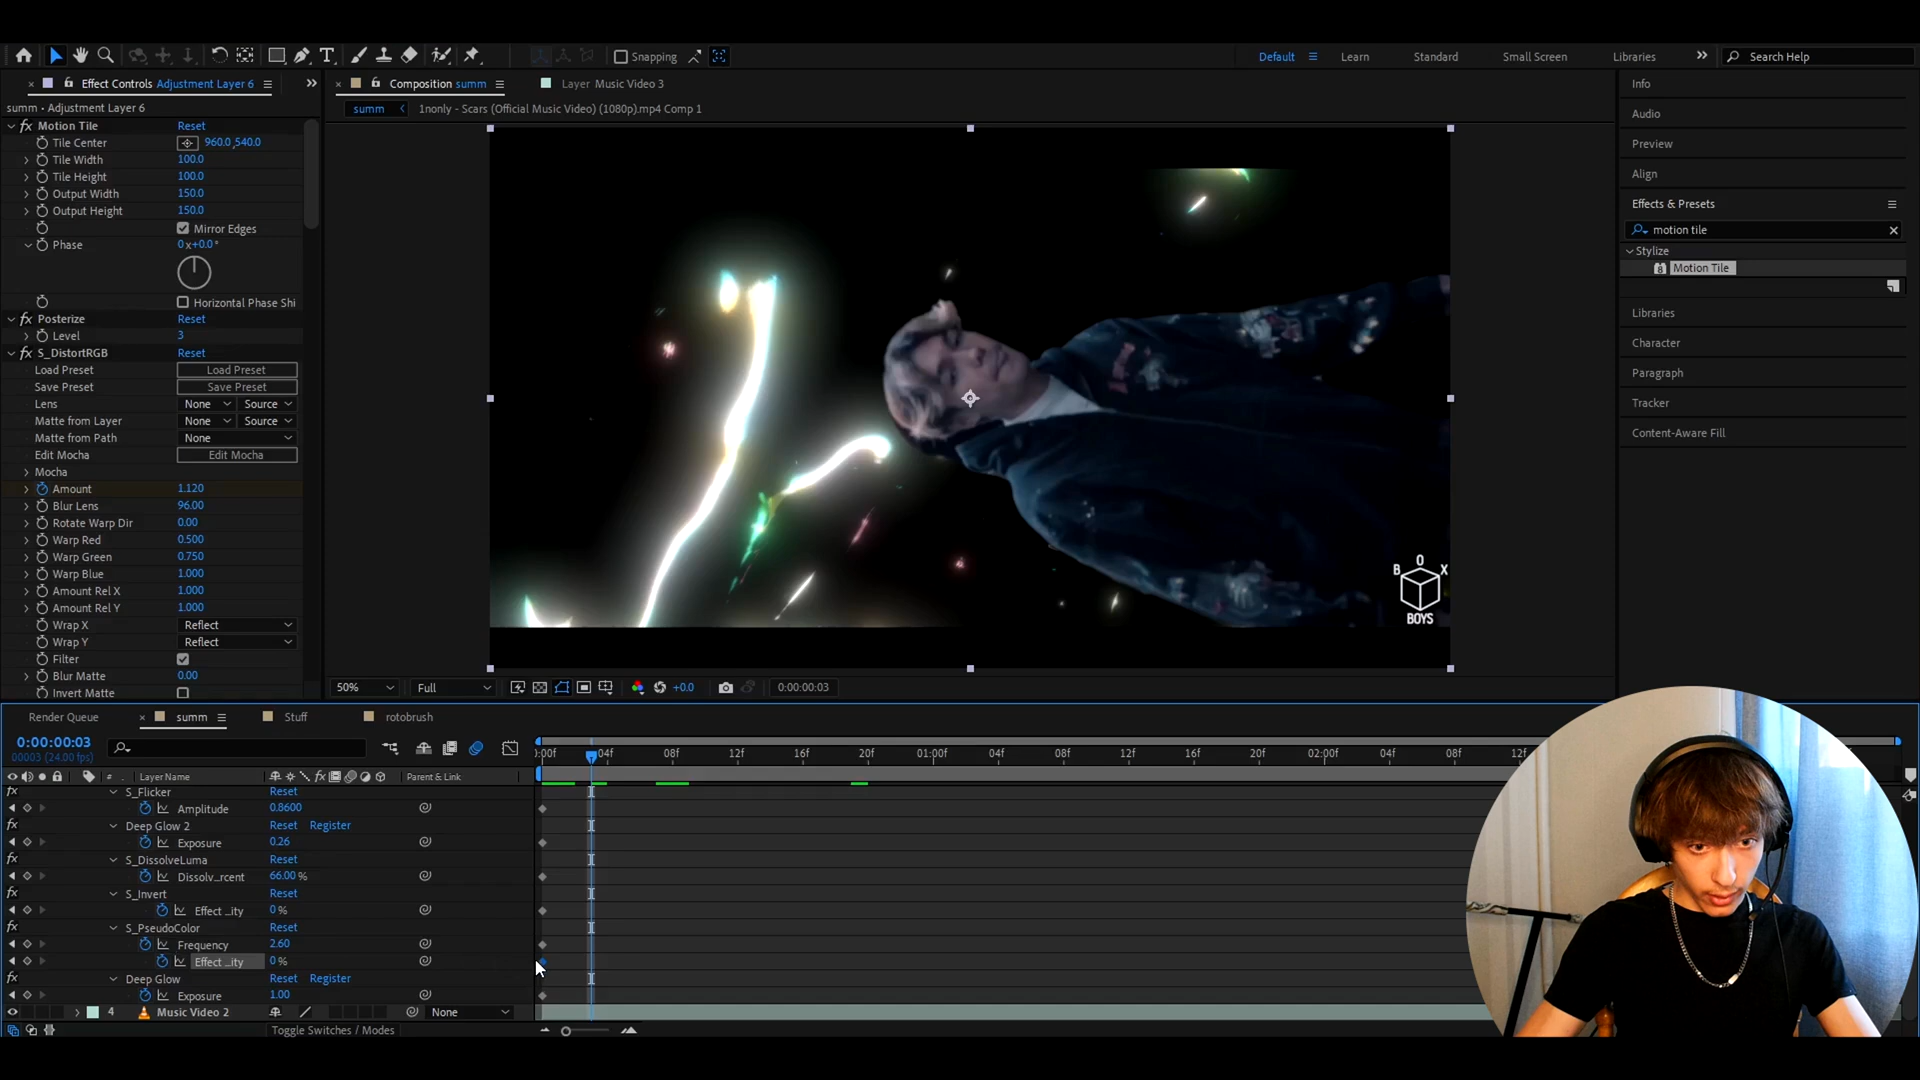 Snapping
Default
Learn
Standard
Small Screen
Libraries
Search Help
Effect Controls Adjustment Layer 6
Composition summ
Layer Music Video 3
Info
summ • Adjustment Layer 6
summ
1nonly - Scars (Official Music Video) (1080p).mp4 Comp 1
Audio
Motion Tile Reset
Tile Center 960.0,540.0
Preview
Tile Width 100.0
Tile Height 100.0
Align
Output Width 150.0
Effects & Presets
Output Height 150.0
Mirror Edges
motion tile
Phase 0x+0.0°
Stylize
Motion Tile
Horizontal Phase Shi
Libraries
Posterize Reset
Level 3
Character
S_DistortRGB Reset
Load Preset Load Preset
Paragraph
Save Preset Save Preset
Lens None Source
Tracker
Matte from Layer None Source
Matte from Path None
Content-Aware Fill
Edit Mocha Edit Mocha
Mocha
Amount 1.120
Blur Lens 96.00
Rotate Warp Dir 0.00
Warp Red 0.500
Warp Green 0.750
Warp Blue 1.000
Amount Rel X 1.000
Amount Rel Y 1.000
Wrap X Reflect
Wrap Y Reflect
Filter
Blur Matte 0.00
Invert Matte
B O X
BOYS
50% Full +0.0 0:00:00:03
Render Queue summ Stuff rotobrush
0:00:00:03
00003 (24.00 fps)
:00f 04f 08f 12f 16f 20f 01:00f 04f 08f 12f 16f 20f 02:00f 04f 08f 12f
# Layer Name Parent & Link
S_Flicker Reset
Amplitude 0.8600
Deep Glow 2 Reset Register
Exposure 0.26
S_DissolveLuma Reset
Dissolv...rcent 66.00 %
S_Invert Reset
Effect ...ity 0 %
S_PseudoColor Reset
Frequency 2.60
Effect ...ity 0 %
Deep Glow Reset Register
Exposure 1.00
4 Music Video 2 None
Toggle Switches / Modes